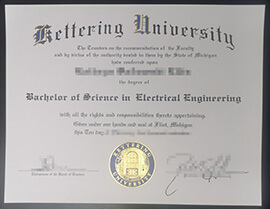 Kettering University
The Trustees on the recommendation of the Faculty
and by virtue of the authority vested in them by the State of Michigan
have conferred upon
the degree of
Bachelor of Science in Electrical Engineering
with all the rights and responsibilities thereto appertaining.
Given under our hands and seal at Flint, Michigan
This